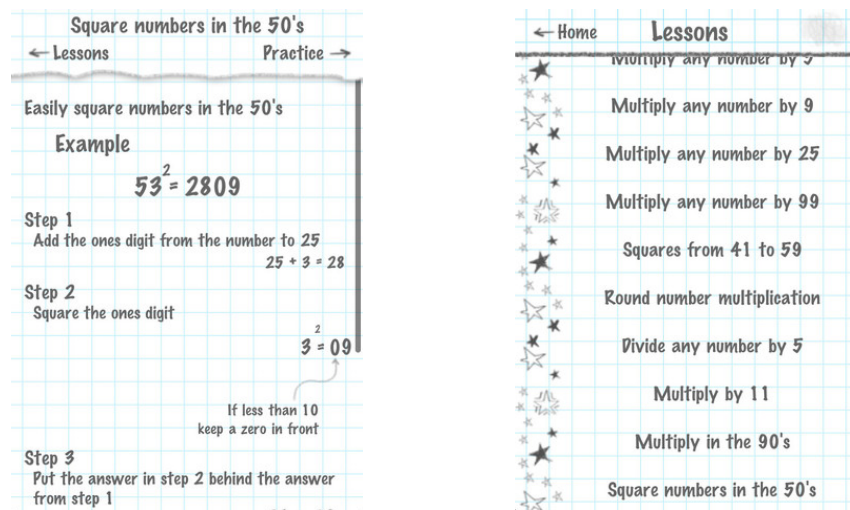 Square numbers in the 50's
← Lessons Practice →
Easily square numbers in the 50's
Example
53² = 2809
Step 1
Add the ones digit from the number to 25
25 + 3 = 28
Step 2
Square the ones digit
3² = 09
If less than 10
keep a zero in front
Step 3
Put the answer in step 2 behind the answer
from step 1
← Home Lessons
Multiply any number by 5
Multiply any number by 9
Multiply any number by 25
Multiply any number by 99
Squares from 41 to 59
Round number multiplication
Divide any number by 5
Multiply by 11
Multiply in the 90's
Square numbers in the 50's